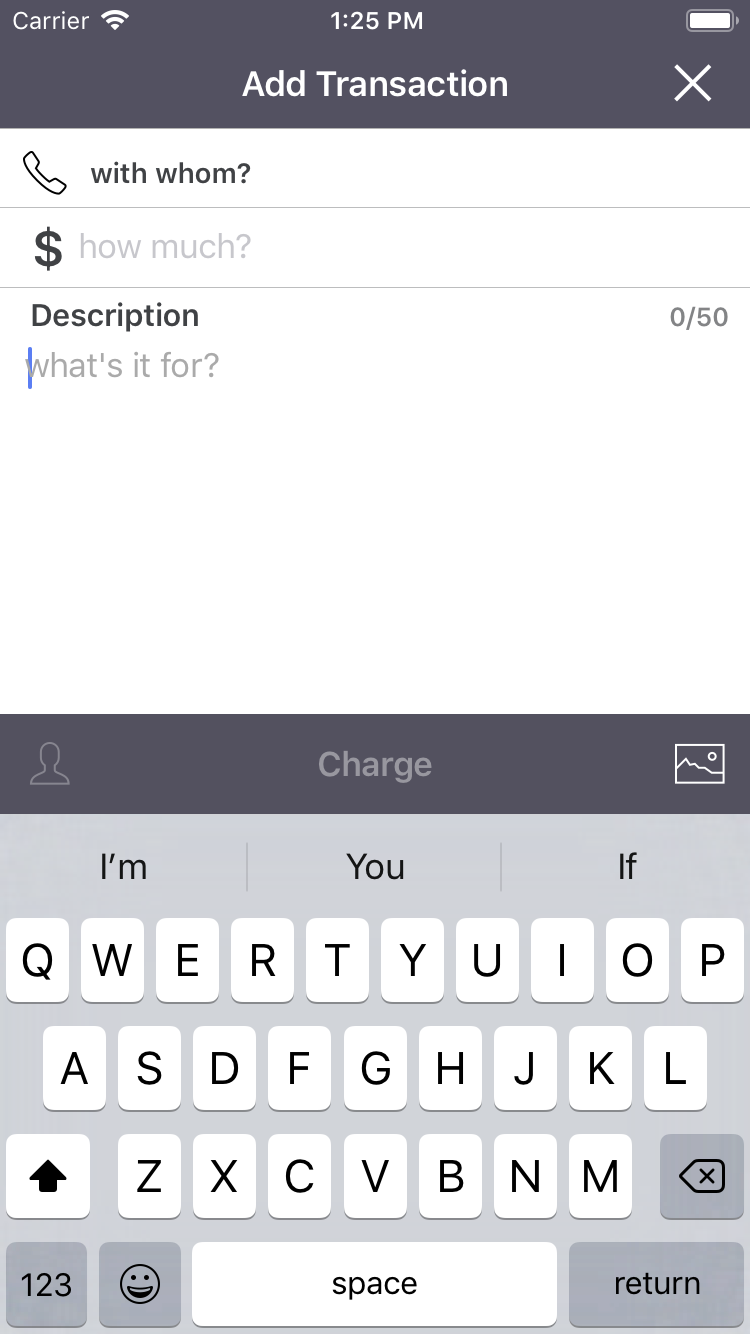 Carrier 1:25 PM
Add Transaction
with whom?
$ how much?
Description 0/50
what's it for?
Charge
I’m You If
Q W E R T Y U I O P
A S D F G H J K L
Z X C V B N M
123 space return